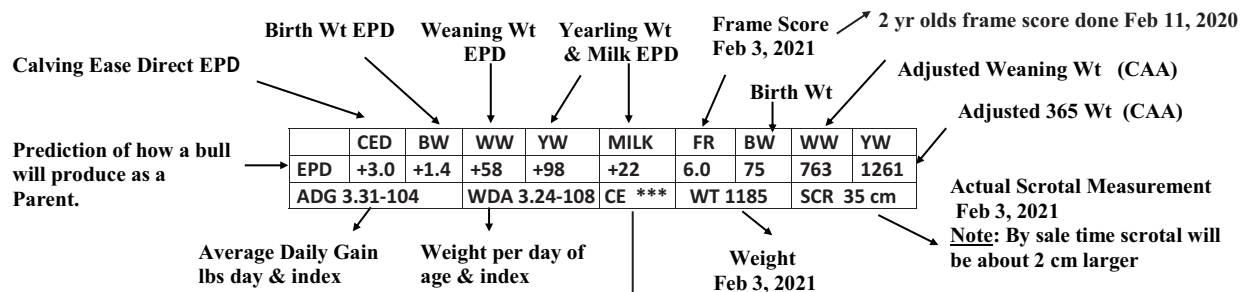 Frame Score
Feb 3, 2021
2 yr olds frame score done Feb 11, 2020
Birth Wt EPD
Weaning Wt
EPD
Yearling Wt
& Milk EPD
Calving Ease Direct EPD
Adjusted Weaning Wt (CAA)
Birth Wt
Adjusted 365 Wt (CAA)
Prediction of how a bull
will produce as a
Parent.
CED BW WW YW MILK FR BW WW YW
EPD +3.0 +1.4 +58 +98 +22 6.0 75 763 1261
ADG 3.31-104 WDA 3.24-108 CE *** WT 1185 SCR 35 cm
Actual Scrotal Measurement
Feb 3, 2021
Note: By sale time scrotal will
be about 2 cm larger
Average Daily Gain
lbs day & index
Weight per day of
age & index
Weight
Feb 3, 2021